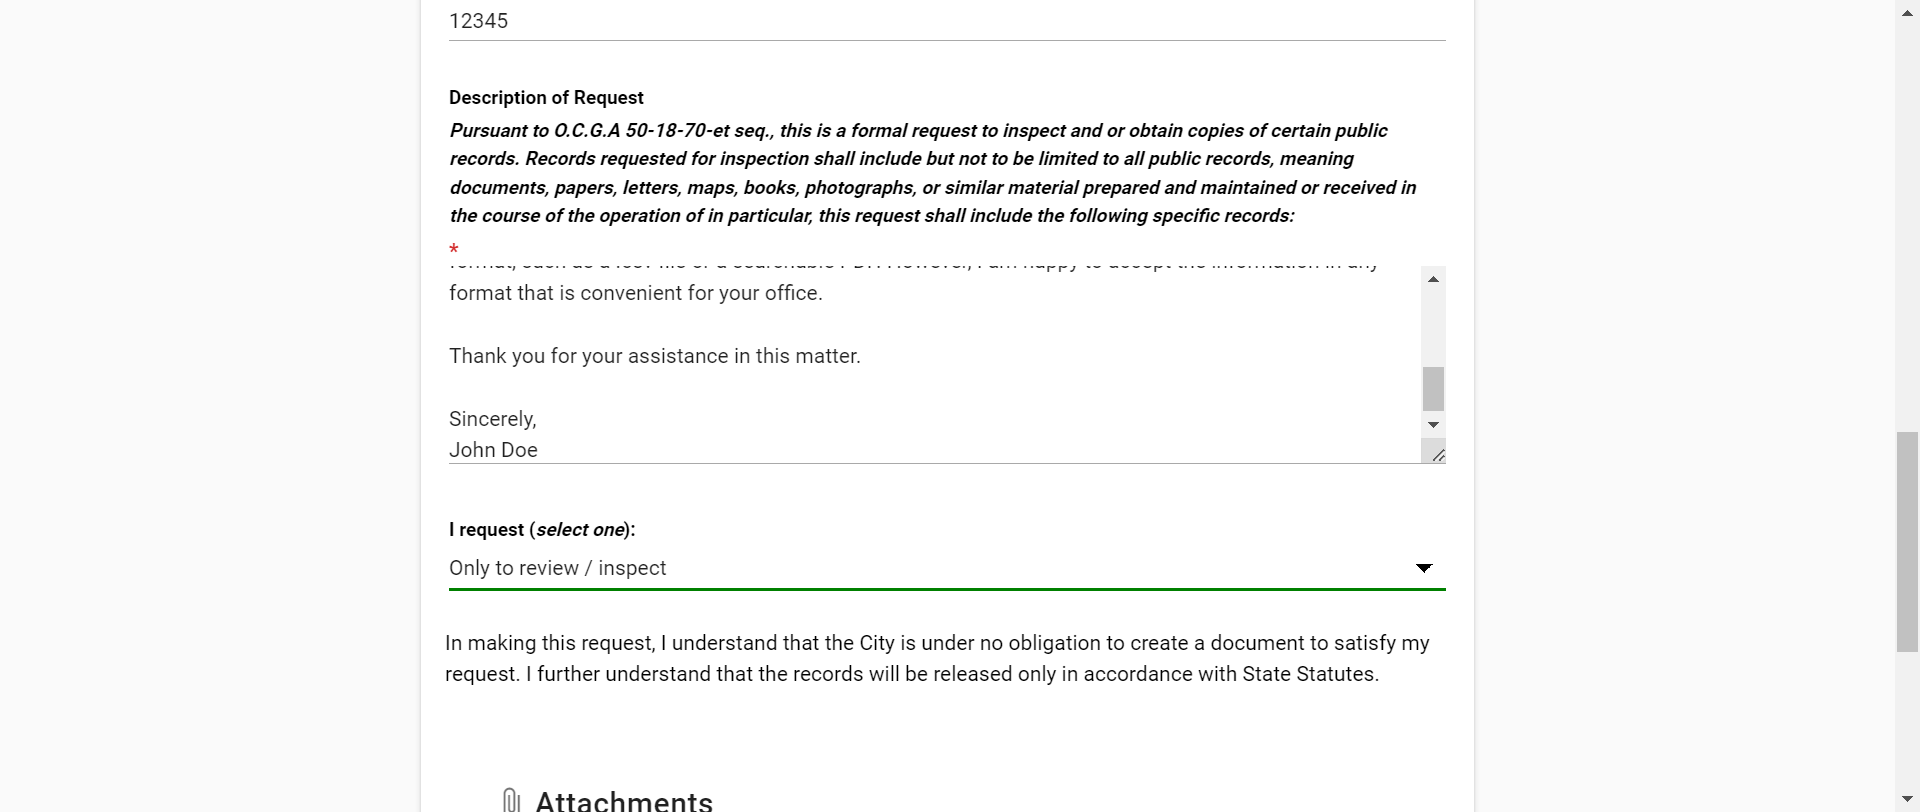 12345
Description of Request
Pursuant to O.C.G.A 50-18-70-et seq., this is a formal request to inspect and or obtain copies of certain public
records. Records requested for inspection shall include but not to be limited to all public records, meaning
documents, papers, letters, maps, books, photographs, or similar material prepared and maintained or received in
the course of the operation of in particular, this request shall include the following specific records:
*
format that is convenient for your office.
Thank you for your assistance in this matter.
Sincerely,
John Doe
I request (select one):
Only to review / inspect
In making this request, I understand that the City is under no obligation to create a document to satisfy my
request. I further understand that the records will be released only in accordance with State Statutes.
Attachments